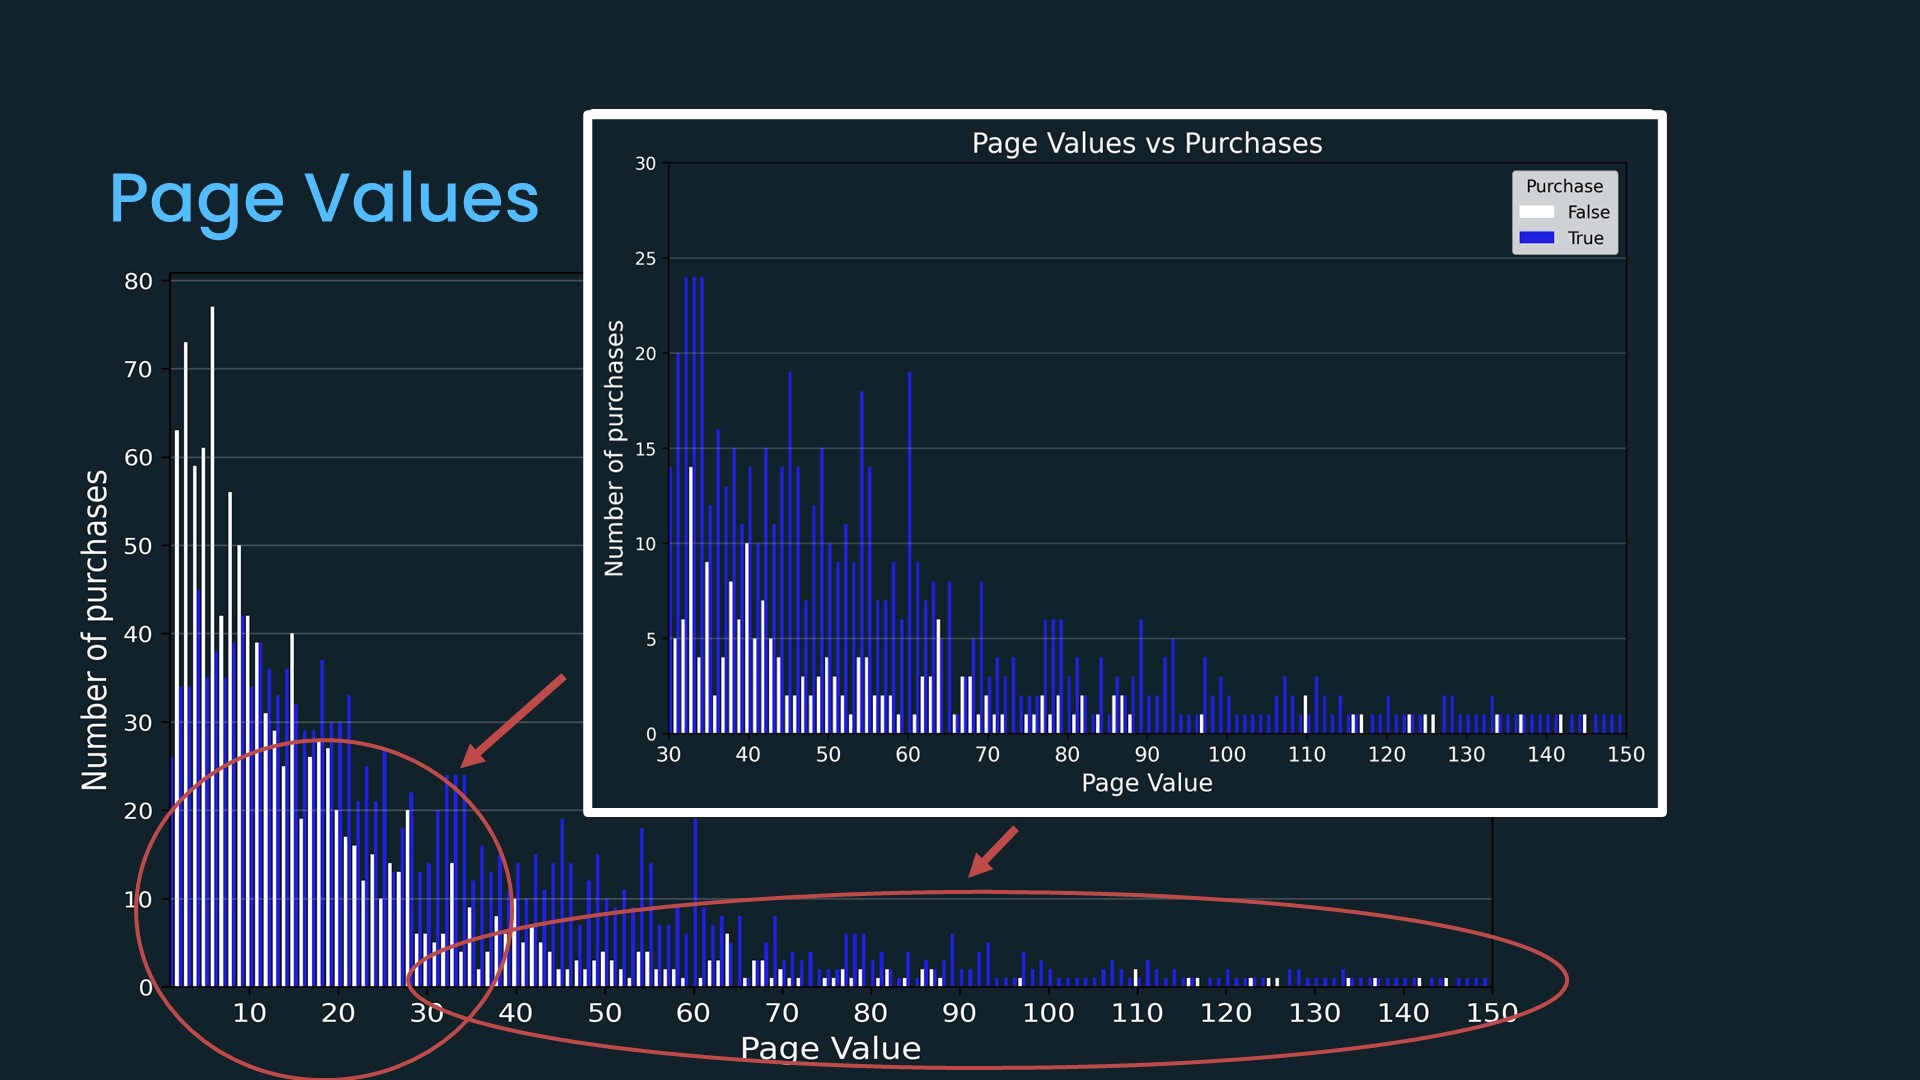 Page Values
80
70
60
50
40
30
20
10
0
Number of purchases
10 20 30 40 50 60 70 80 90 100 110 120 130 140 150
Page Value
Page Values vs Purchases
30
25
20
15
10
5
0
Number of purchases
Purchase
False
True
30 40 50 60 70 80 90 100 110 120 130 140 150
Page Value